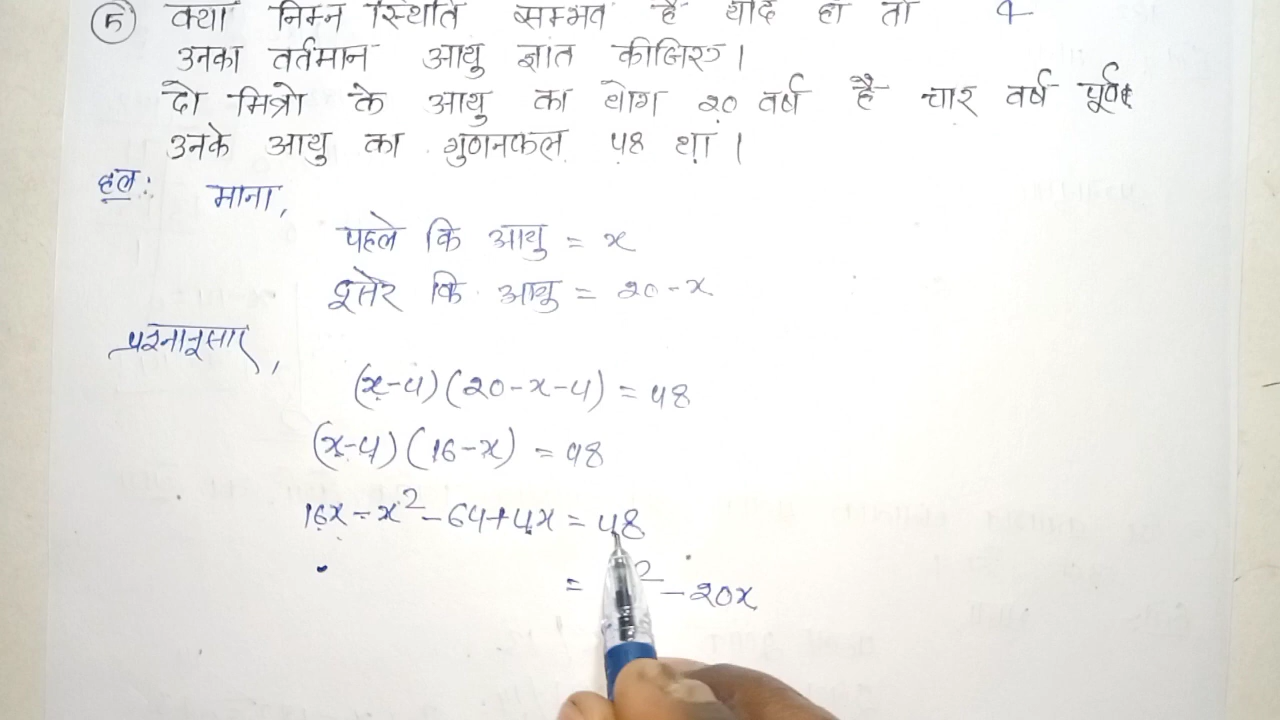 5 क्या निम्न स्थिति सम्भव है यदि हाँ तो
उनका वर्तमान आयु ज्ञात कीजिए।
दो मित्रो के आयु का योग 20 वर्ष है चार वर्ष पूर्व
उनके आयु का गुणनफल 48 था।
हल: माना,
पहले कि आयु = x
दूसरे कि आयु = 20-x
प्रश्नानुसार,
(x-4)(20-x-4) = 48
(x-4)(16-x) = 48
16x-x²-64+4x = 48
= ² - 20x